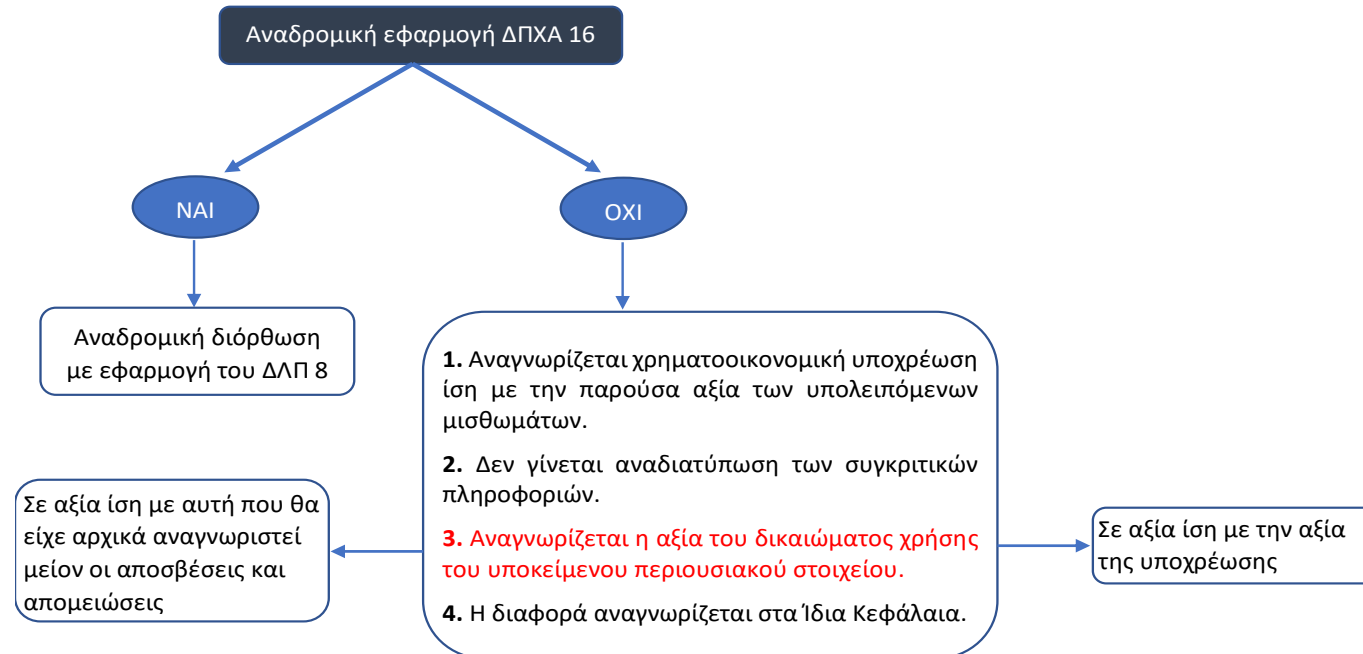 Αναδρομική εφαρμογή ΔΠΧΑ 16
ΝΑΙ
ΟΧΙ
Αναδρομική διόρθωση
με εφαρμογή του ΔΛΠ 8
1. Αναγνωρίζεται χρηματοοικονομική υποχρέωση
ίση με την παρούσα αξία των υπολειπόμενων
μισθωμάτων.
2. Δεν γίνεται αναδιατύπωση των συγκριτικών
πληροφοριών.
3. Αναγνωρίζεται η αξία του δικαιώματος χρήσης
του υποκείμενου περιουσιακού στοιχείου.
4. Η διαφορά αναγνωρίζεται στα Ίδια Κεφάλαια.
Σε αξία ίση με αυτή που θα
είχε αρχικά αναγνωριστεί
μείον οι αποσβέσεις και
απομειώσεις
Σε αξία ίση με την αξία
της υποχρέωσης